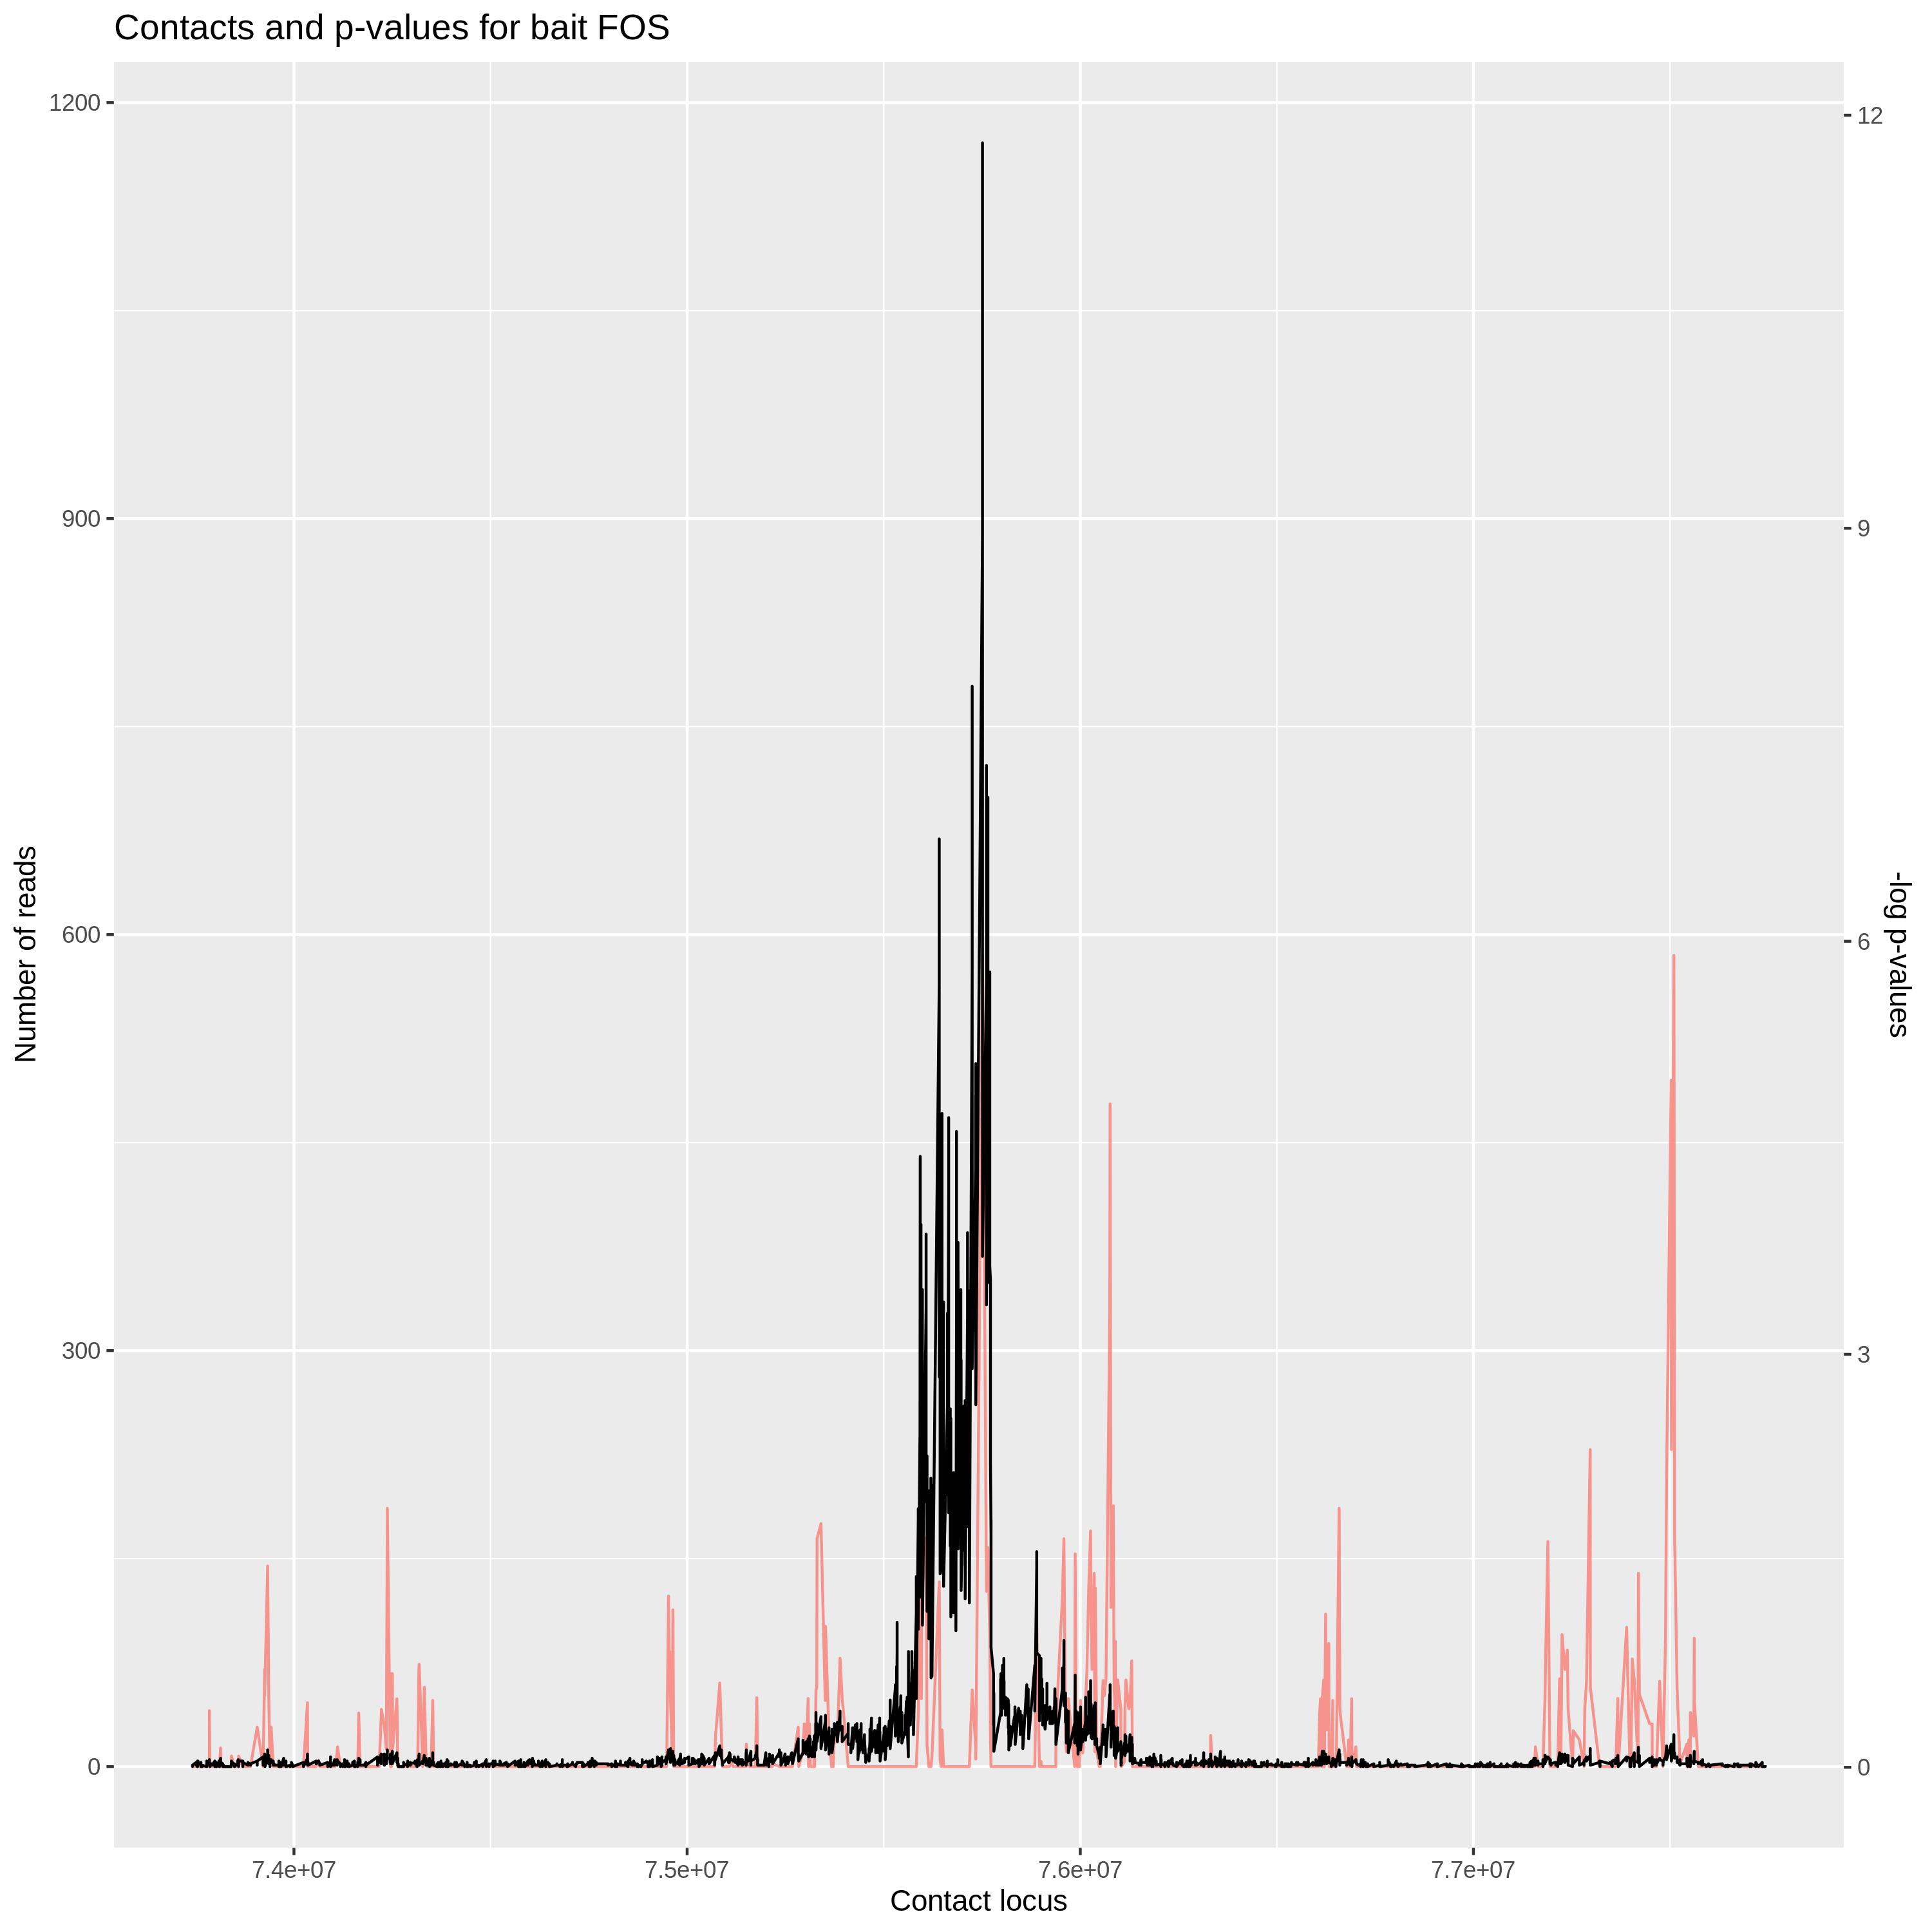 Contacts and p-values for bait FOS
1200
900
600
300
0
12
9
6
3
0
Number of reads
-log p-values
7.4e+07 7.5e+07 7.6e+07 7.7e+07
Contact locus